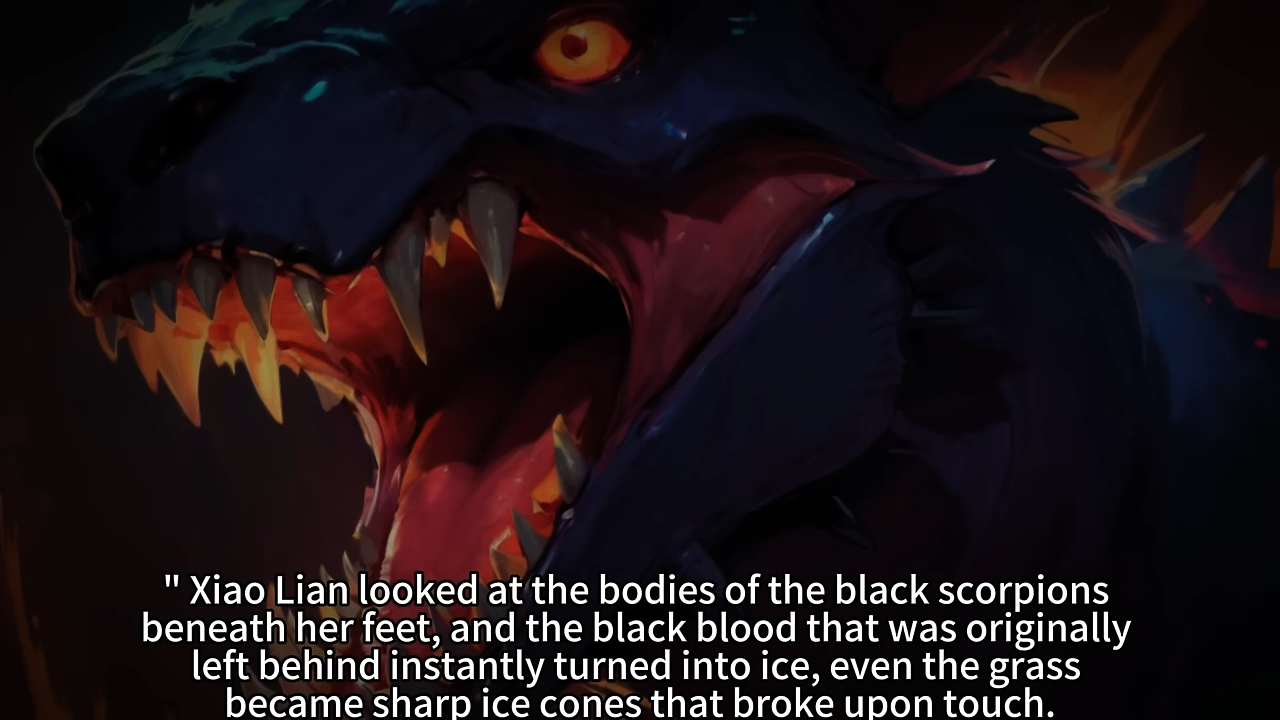 " Xiao Lian looked at the bodies of the black scorpions
beneath her feet, and the black blood that was originally
left behind instantly turned into ice, even the grass
became sharp ice cones that broke upon touch.